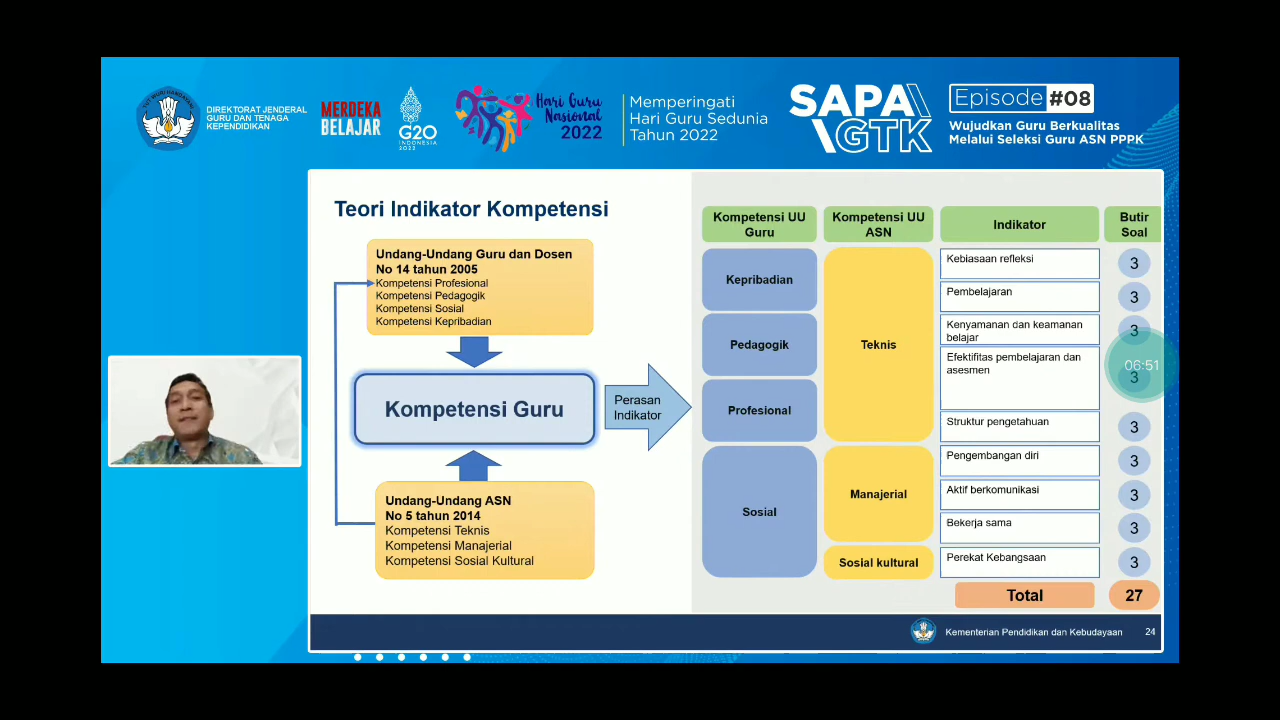 TUT WURI HANDAYANI
DIREKTORAT JENDERAL
GURU DAN TENAGA
KEPENDIDIKAN
MERDEKA
BELAJAR
G20
INDONESIA
2022
Hari Guru
Nasional
2022
Memperingati
Hari Guru Sedunia
Tahun 2022
SAPA
GTK
Episode #08
Wujudkan Guru Berkualitas
Melalui Seleksi Guru ASN PPPK
Teori Indikator Kompetensi
Undang-Undang Guru dan Dosen
No 14 tahun 2005
Kompetensi Profesional
Kompetensi Pedagogik
Kompetensi Sosial
Kompetensi Kepribadian
Kompetensi Guru
Perasan
Indikator
Undang-Undang ASN
No 5 tahun 2014
Kompetensi Teknis
Kompetensi Manajerial
Kompetensi Sosial Kultural
Kompetensi UU
Guru
Kompetensi UU
ASN
Indikator
Butir
Soal
Kepribadian
Pedagogik
Profesional
Sosial
Teknis
Manajerial
Sosial kultural
Kebiasaan refleksi
3
Pembelajaran
3
Kenyamanan dan keamanan
belajar
3
Efektifitas pembelajaran dan
asesmen
06:51
3
Struktur pengetahuan
3
Pengembangan diri
3
Aktif berkomunikasi
3
Bekerja sama
3
Perekat Kebangsaan
3
Total
27
Kementerian Pendidikan dan Kebudayaan
24